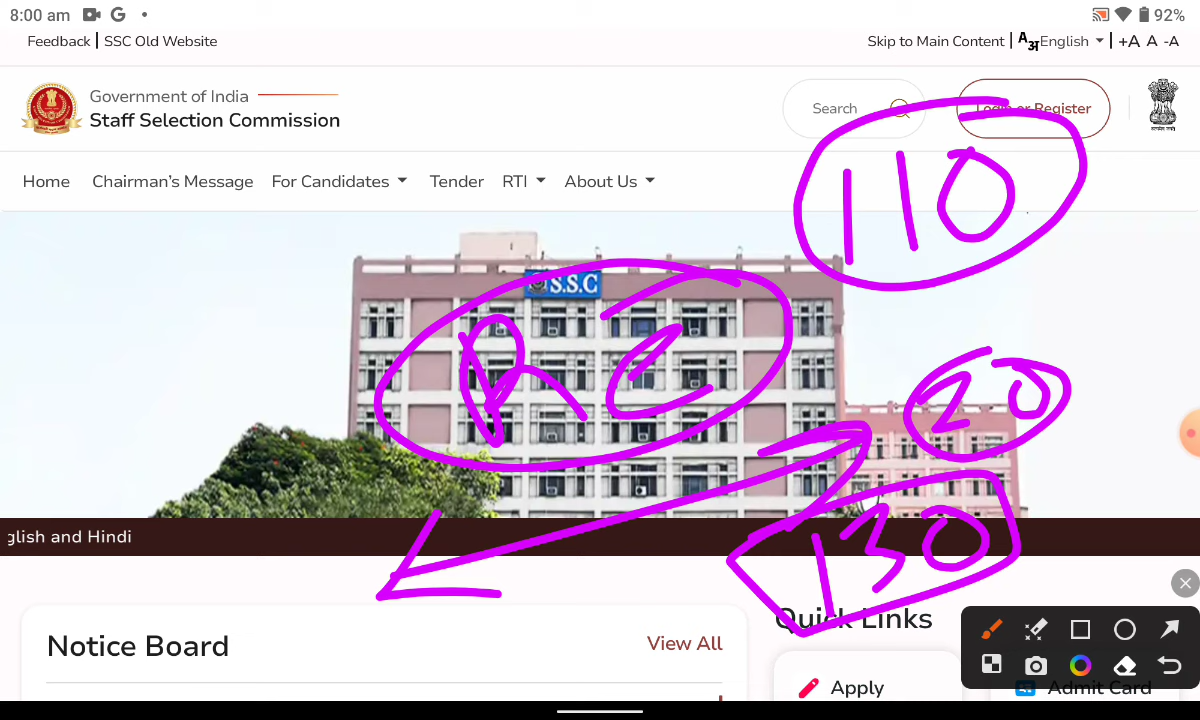 8:00 am G 92%
Feedback | SSC Old Website Skip to Main Content | Aअ English | +A A -A
Government of India
Staff Selection Commission
Search Login or Register
Home Chairman's Message For Candidates Tender RTI About Us
110
S.S.C
20
glish and Hindi
130
Notice Board View All
Quick Links
Apply Admit Card